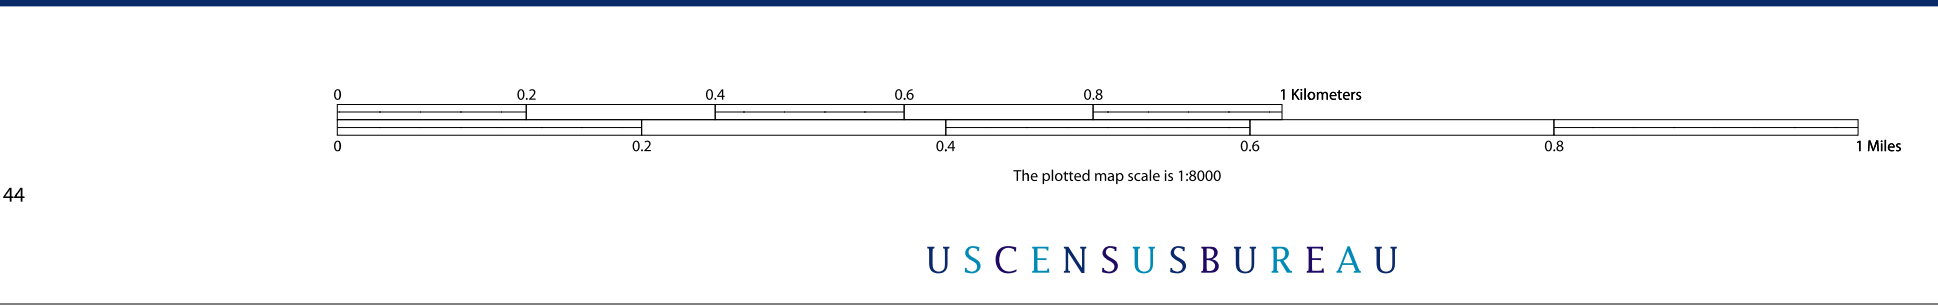 0 0.2 0.4 0.6 0.8 1 Kilometers
0 0.2 0.4 0.6 0.8 1 Miles
The plotted map scale is 1:8000
44
USCENSUSBUREAU